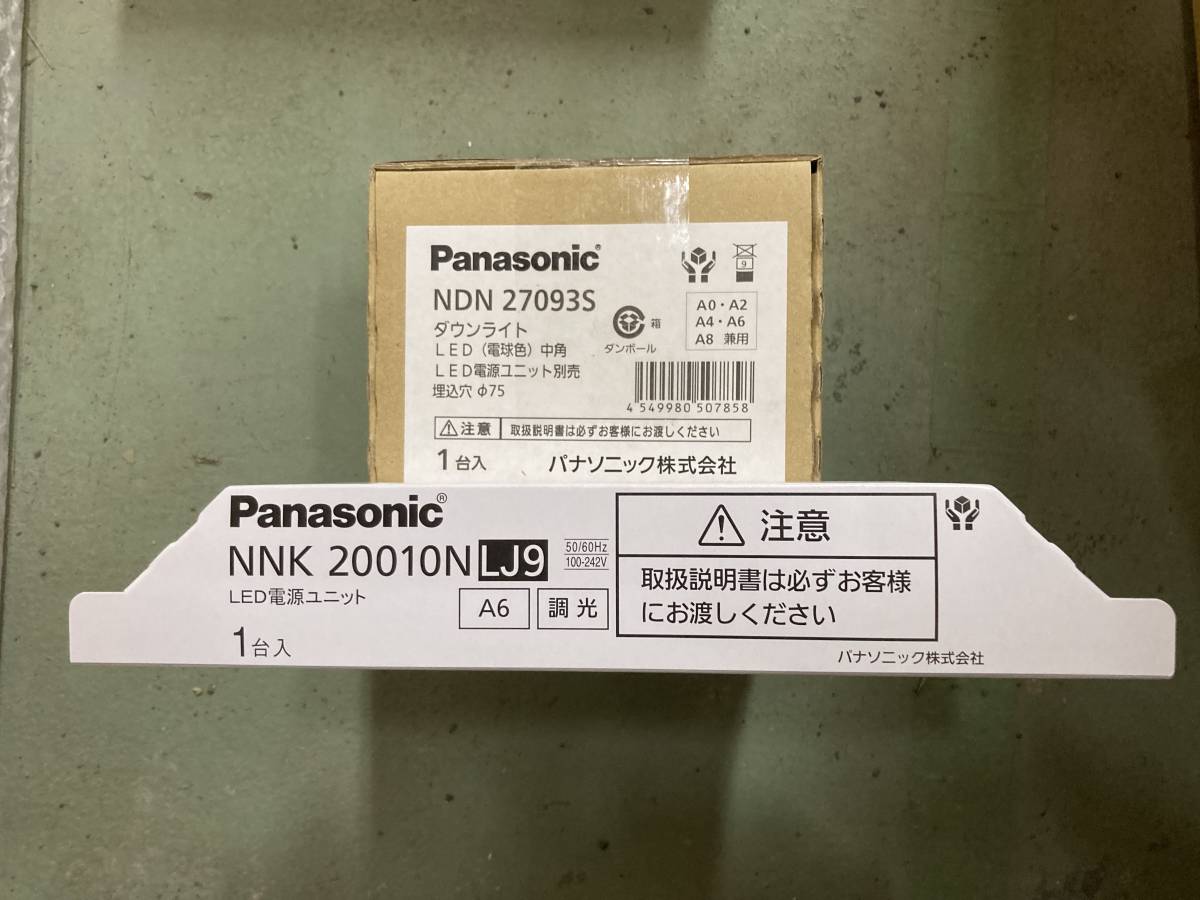 Panasonic®
NDN 27093S
ダウンライト
LED（電球色）中角
LED電源ユニット別売
埋込穴 φ75
箱
ダンボール
9
A0・A2
A4・A6
A8 兼用
4 549980 507858
注意 取扱説明書は必ずお客様にお渡しください
1台入 パナソニック株式会社
Panasonic®
NNK 20010N LJ9
50/60Hz
100-242V
LED電源ユニット
A6 調光
1台入
注意
取扱説明書は必ずお客様
にお渡しください
パナソニック株式会社